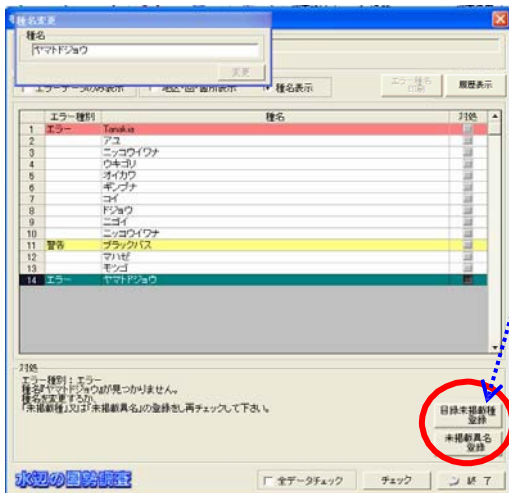 種名変更
種名
ヤマトドジョウ
変更
エラーデータのみ表示 地区・回・箇所表示 種名表示
エラー種名印刷
履歴表示
エラー種別 種名 対処
1 エラー Tanakia
2 アユ
3 ニッコウイワナ
4 ウキゴリ
5 オイカワ
6 ギンブナ
7 コイ
8 ドジョウ
9 ニゴイ
10 ニッコウイワナ
11 警告 ブラックバス
12 マハゼ
13 モツゴ
14 エラー ヤマトドジョウ
対処
エラー種別：エラー
種名『ヤマトドジョウ』が見つかりません。
種名を変更するか、
「未掲載種」又は「未掲載異名」の登録をし再チェックして下さい。
目録未掲載種
登録
未掲載異名
登録
水辺の国勢調査
全データチェック チェック 終 了